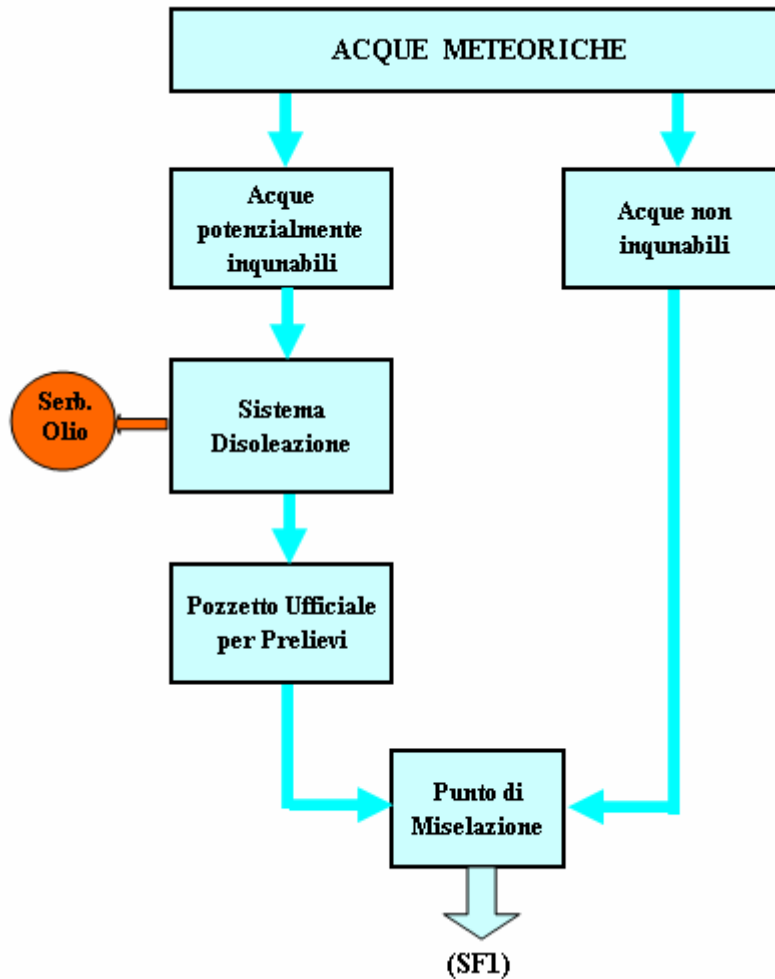 ACQUE METEORICHE
Acque
potenzialmente
inqunabili
Acque non
inqunabili
Serb.
Olio
Sistema
Disoleazione
Pozzetto Ufficiale
per Prelievi
Punto di
Miselazione
(SF1)